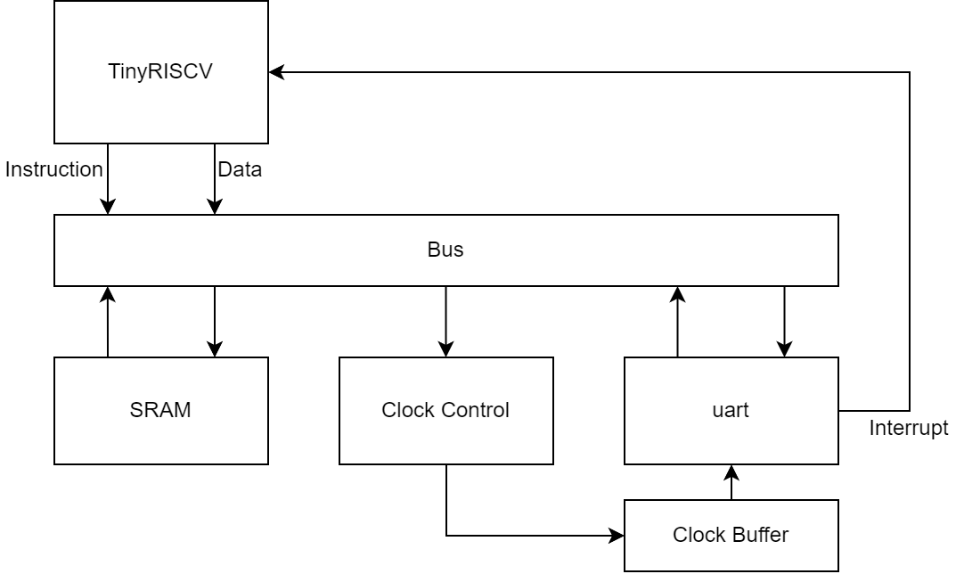 TinyRISCV
Instruction
Data
Bus
SRAM
Clock Control
uart
Interrupt
Clock Buffer